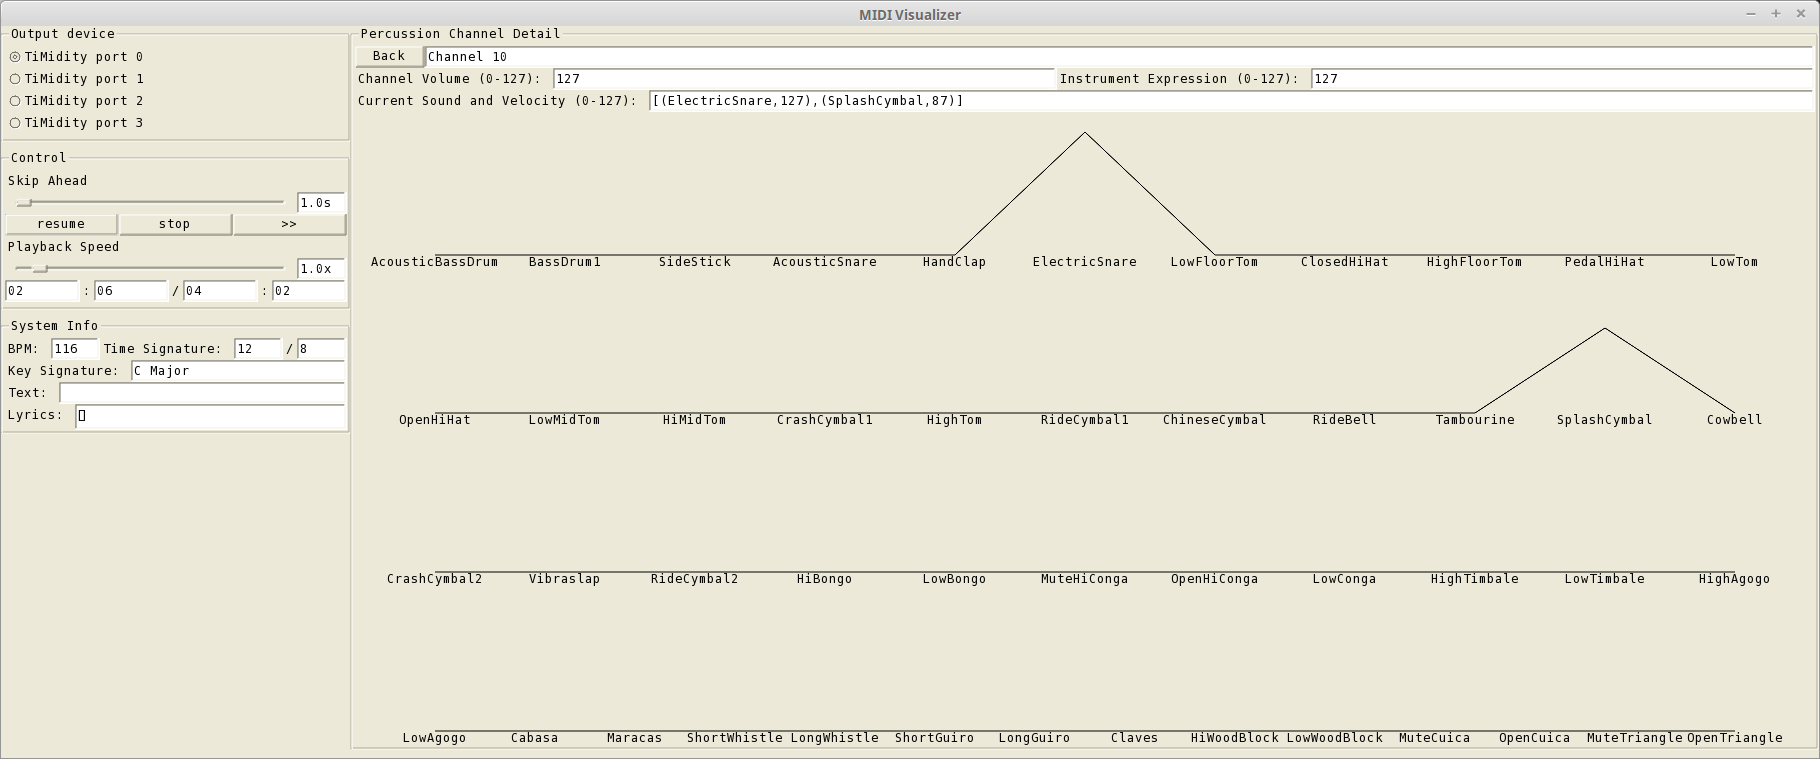 MIDI Visualizer
Output device
TiMidity port 0
TiMidity port 1
TiMidity port 2
TiMidity port 3
Control
Skip Ahead
1.0s
resume stop >>
Playback Speed
1.0x
02 : 06 / 04 : 02
System Info
BPM: 116 Time Signature: 12 / 8
Key Signature: C Major
Text:
Lyrics: []
Percussion Channel Detail
Back Channel 10
Channel Volume (0-127): 127 Instrument Expression (0-127): 127
Current Sound and Velocity (0-127): [(ElectricSnare,127),(SplashCymbal,87)]
AcousticBassDrum BassDrum1 SideStick AcousticSnare HandClap ElectricSnare LowFloorTom ClosedHiHat HighFloorTom PedalHiHat LowTom
OpenHiHat LowMidTom HiMidTom CrashCymbal1 HighTom RideCymbal1 ChineseCymbal RideBell Tambourine SplashCymbal Cowbell
CrashCymbal2 Vibraslap RideCymbal2 HiBongo LowBongo MuteHiConga OpenHiConga LowConga HighTimbale LowTimbale HighAgogo
LowAgogo Cabasa Maracas ShortWhistle LongWhistle ShortGuiro LongGuiro Claves HiWoodBlock LowWoodBlock MuteCuica OpenCuica MuteTriangle OpenTriangle